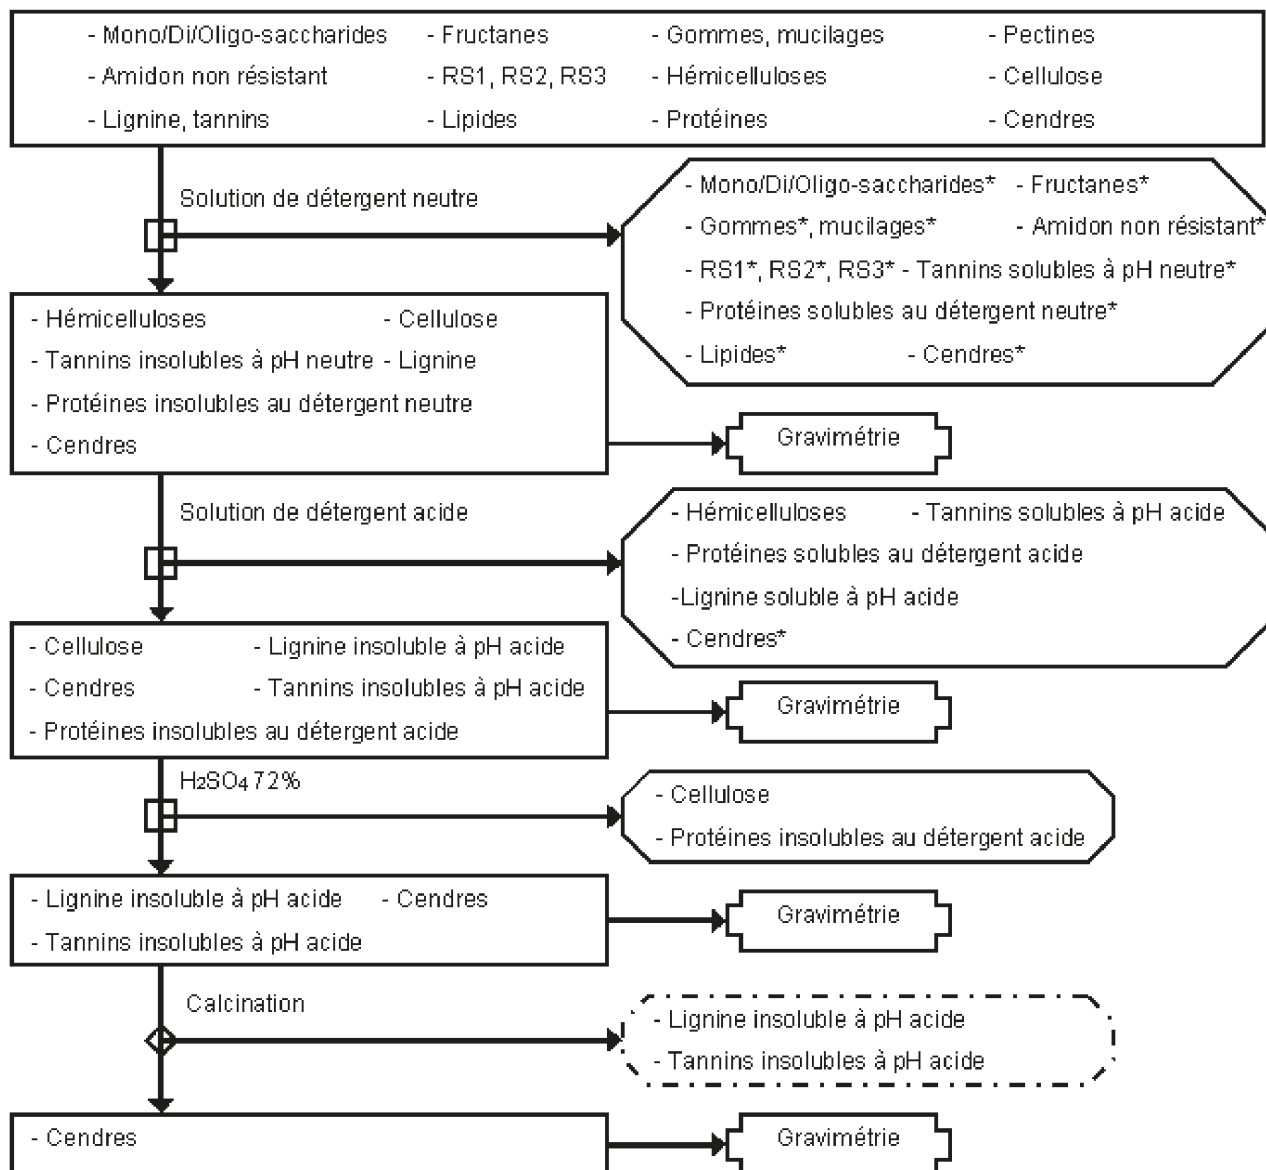 - Mono/Di/Oligo-saccharides - Fructanes - Gommes, mucilages - Pectines
- Amidon non résistant - RS1, RS2, RS3 - Hémicelluloses - Cellulose
- Lignine, tannins - Lipides - Protéines - Cendres
Solution de détergent neutre
- Mono/Di/Oligo-saccharides* - Fructanes*
- Gommes*, mucilages* - Amidon non résistant*
- RS1*, RS2*, RS3* - Tannins solubles à pH neutre*
- Protéines solubles au détergent neutre*
- Lipides* - Cendres*
- Hémicelluloses - Cellulose
- Tannins insolubles à pH neutre - Lignine
- Protéines insolubles au détergent neutre
- Cendres
Gravimétrie
Solution de détergent acide
- Hémicelluloses - Tannins solubles à pH acide
- Protéines solubles au détergent acide
-Lignine soluble à pH acide
- Cendres*
- Cellulose - Lignine insoluble à pH acide
- Cendres - Tannins insolubles à pH acide
- Protéines insolubles au détergent acide
Gravimétrie
H₂SO₄ 72%
- Cellulose
- Protéines insolubles au détergent acide
- Lignine insoluble à pH acide - Cendres
- Tannins insolubles à pH acide
Gravimétrie
Calcination
- Lignine insoluble à pH acide
- Tannins insolubles à pH acide
- Cendres
Gravimétrie